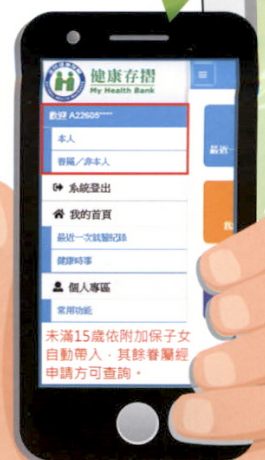 健康存摺
My Health Bank
歡迎 A22605****
本人
眷屬／非本人
最近一
系統登出
我的首頁
最近一次就醫紀錄
健康時事
個人專區
常用功能
未滿15歲依附加保子女
自動帶入，其餘眷屬經
申請方可查詢。